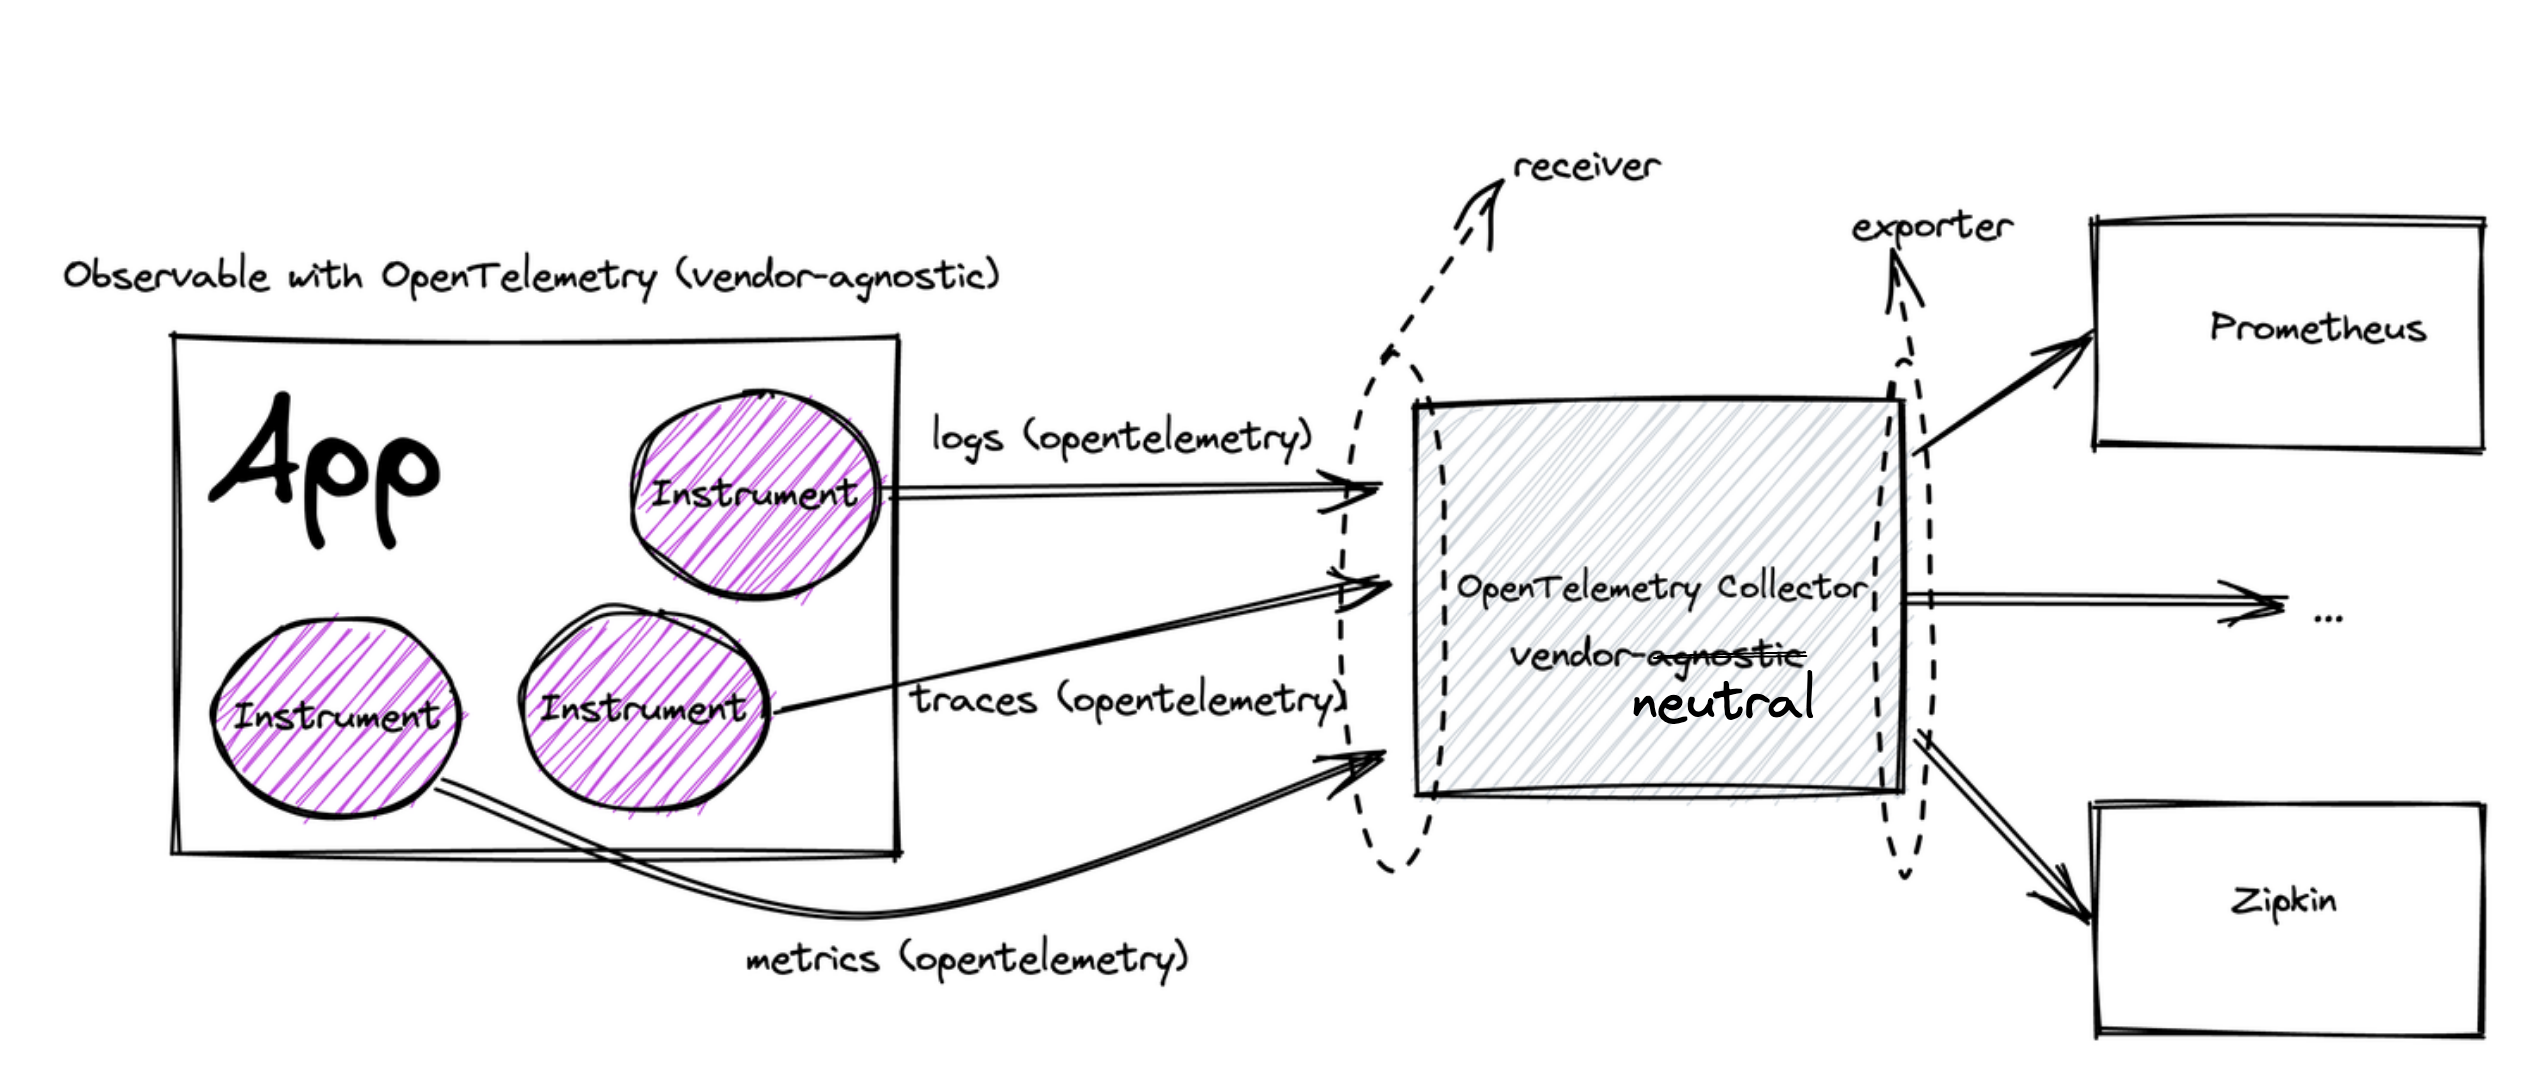 receiver
exporter
Observable with OpenTelemetry (vendor-agnostic)
Prometheus
App
logs (opentelemetry)
Instrument
OpenTelemetry Collector
...
vendor-agnostic
neutral
Instrument
Instrument
traces (opentelemetry)
Zipkin
metrics (opentelemetry)